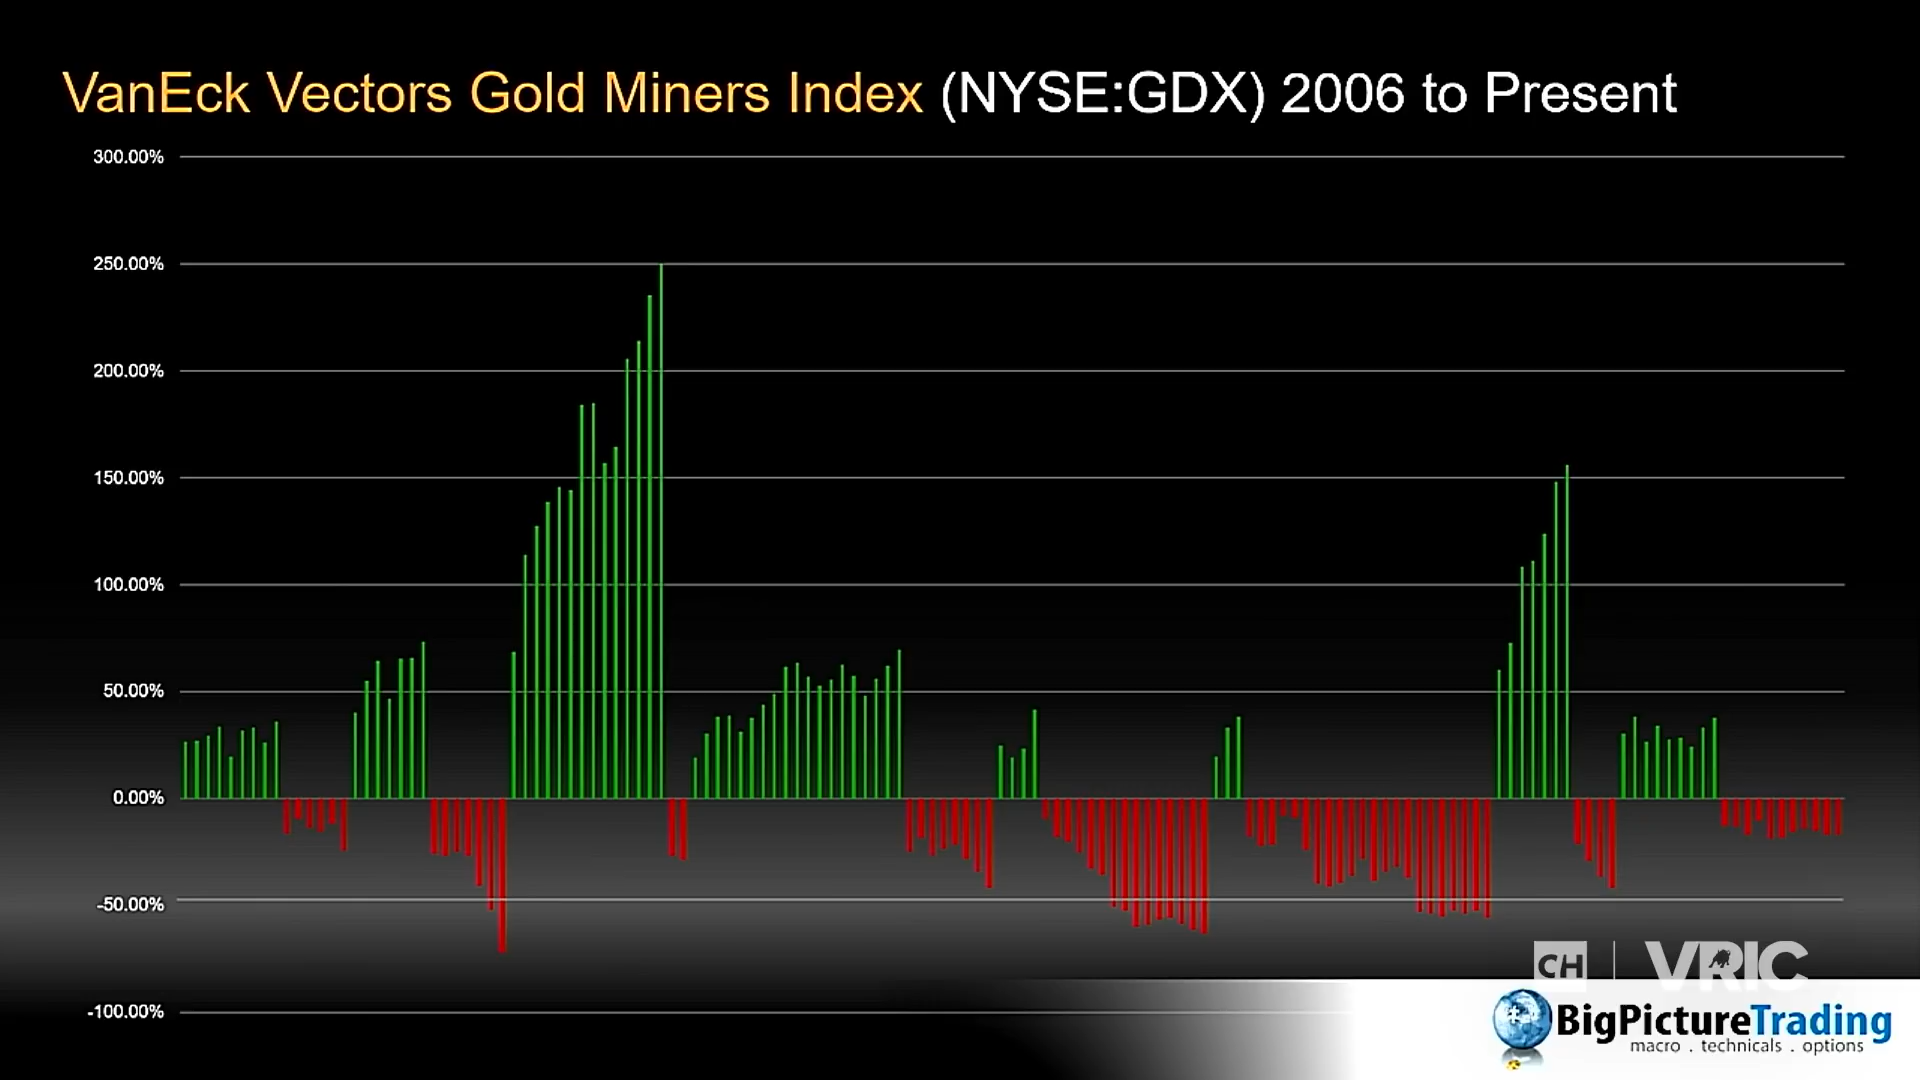 VanEck Vectors Gold Miners Index (NYSE:GDX) 2006 to Present
300.00%
250.00%
200.00%
150.00%
100.00%
50.00%
0.00%
-50.00%
-100.00%
CH | VRIC
BigPictureTrading
macro . technicals . options